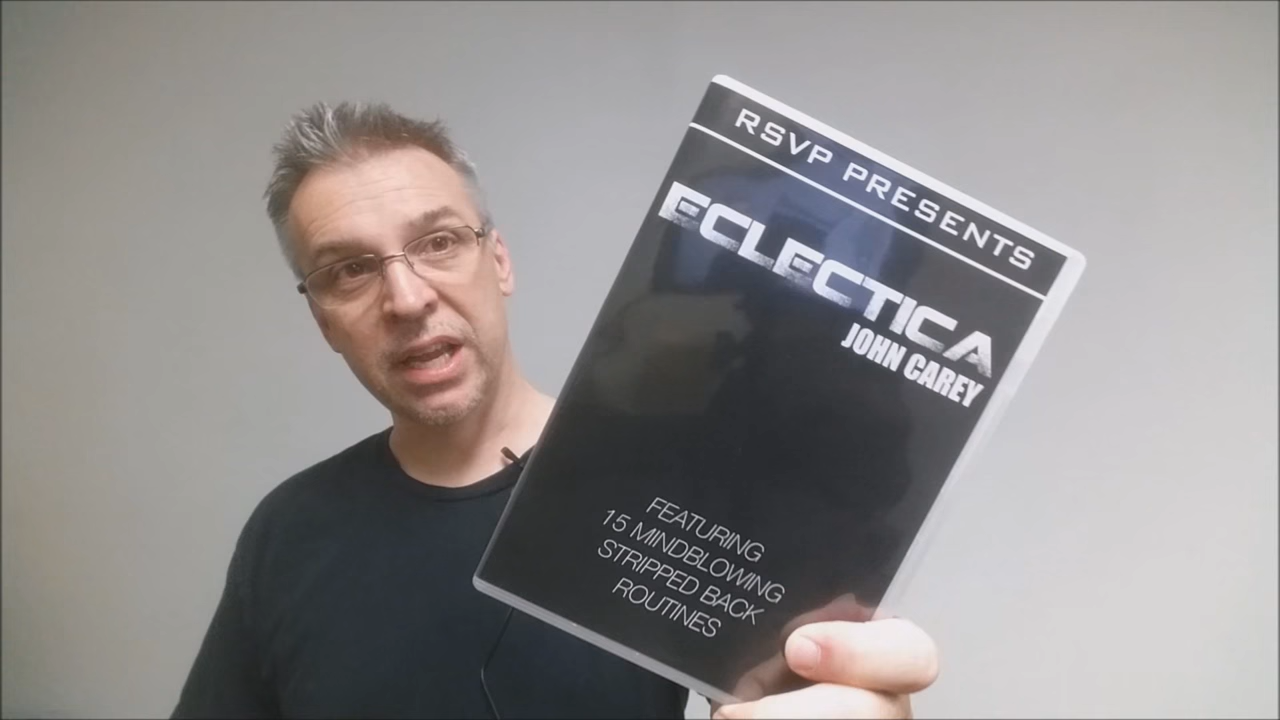 RSVP PRESENTS
ECLECTICA
JOHN CAREY
FEATURING
15 MINDBLOWING
STRIPPED BACK
ROUTINES